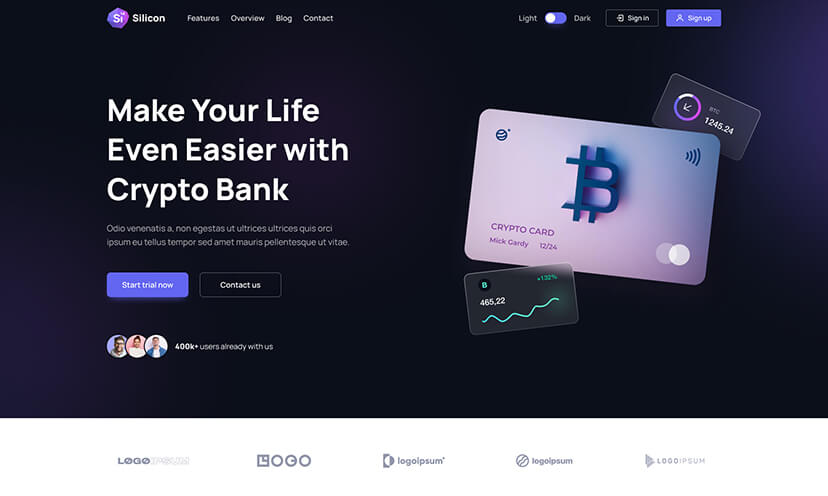 Si
Silicon
Features
Overview
Blog
Contact
Light
Dark
Sign in
Sign up
Make Your Life
Even Easier with
Crypto Bank
Odio venenatis a, non egestas ut ultrices ultrices quis orci
ipsum eu tellus tempor sed amet mauris pellentesque ut vitae.
Start trial now
Contact us
400k+ users already with us
BTC
1245.24
CRYPTO CARD
Mick Gardy 12/24
B
+132%
465,22
LOGOIPSUM
LOGO
logoipsum
logoipsum
LOGOIPSUM